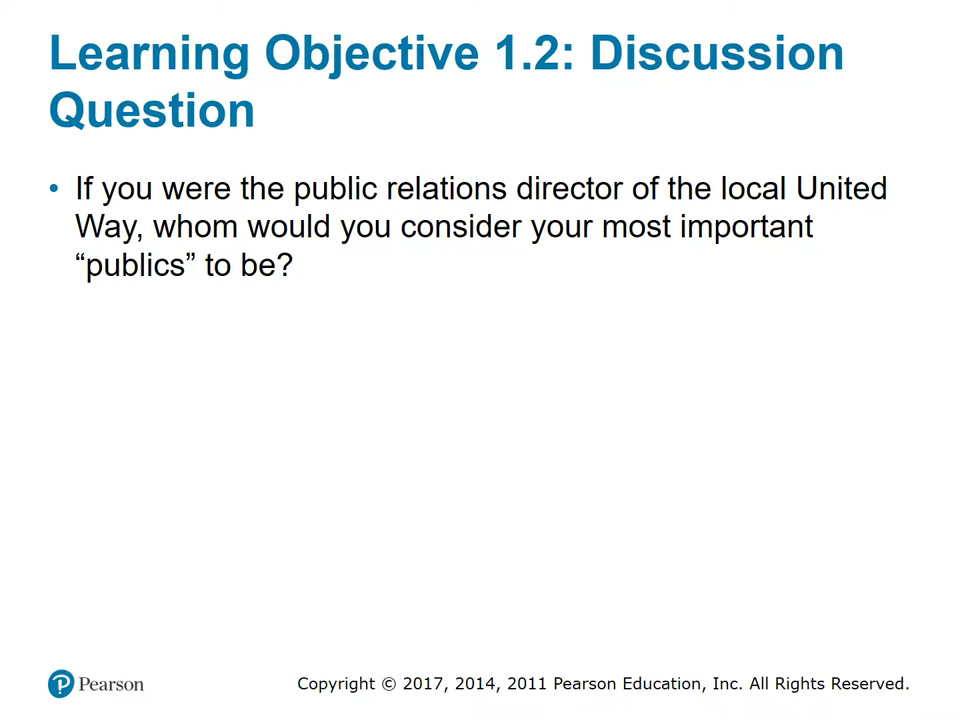 Learning Objective 1.2: Discussion
Question
• If you were the public relations director of the local United
Way, whom would you consider your most important
“publics” to be?
Pearson
Copyright © 2017, 2014, 2011 Pearson Education, Inc. All Rights Reserved.